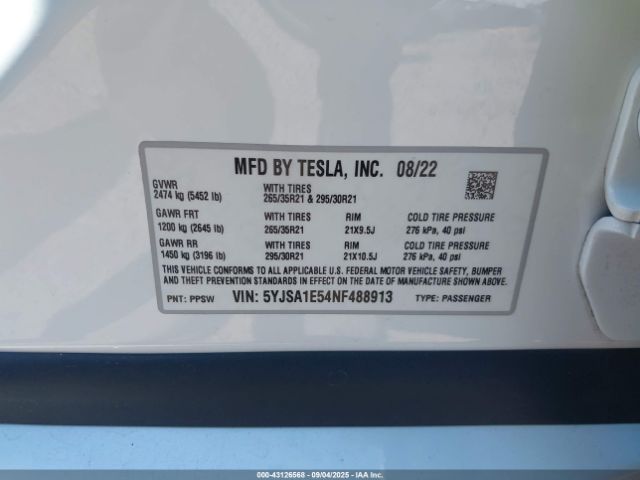 MFD BY TESLA, INC. 08/22
GVWR
2474 kg (5452 lb)
WITH TIRES
265/35R21 & 295/30R21
GAWR FRT
1200 kg (2645 lb)
WITH TIRES
265/35R21
RIM
21X9.5J
COLD TIRE PRESSURE
276 kPa, 40 psi
GAWR RR
1450 kg (3196 lb)
WITH TIRES
295/30R21
RIM
21X10.5J
COLD TIRE PRESSURE
276 kPa, 40 psi
THIS VEHICLE CONFORMS TO ALL APPLICABLE U.S. FEDERAL MOTOR VEHICLE SAFETY, BUMPER
AND THEFT PREVENTION STANDARDS IN EFFECT ON THE DATE OF MANUFACTURE SHOWN ABOVE.
PNT: PPSW VIN: 5YJSA1E54NF488913 TYPE: PASSENJER
000-43126568 - 09/04/2025 - IAA Inc.